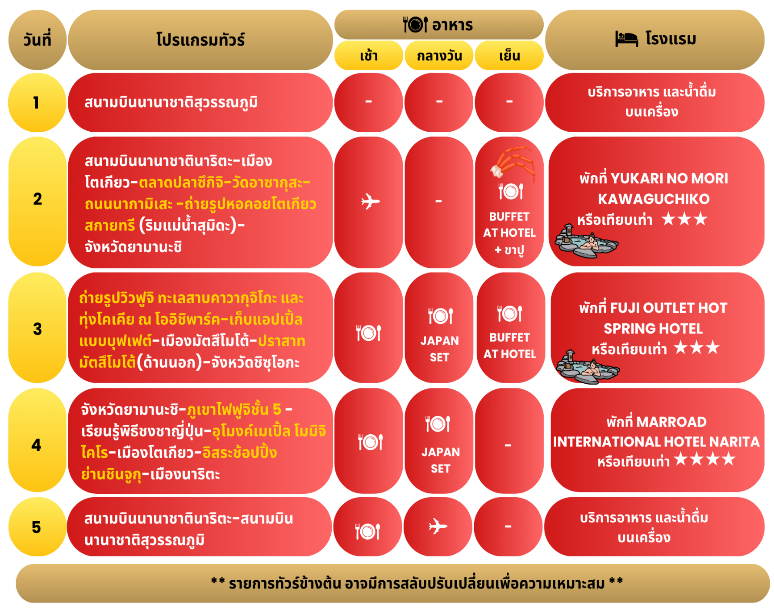 วันที่
โปรแกรมทัวร์
อาหาร
เช้า
กลางวัน
เย็น
โรงแรม
1
สนามบินนานาชาติสุวรรณภูมิ
-
-
-
บริการอาหาร และน้ำดื่ม
บนเครื่อง
2
สนามบินนานาชาตินาริตะ-เมือง
โตเกียว-ตลาดปลาซึกิจิ-วัดอาซากุสะ-
ถนนนากามิเสะ -ถ่ายรูปหอคอยโตเกียว
สกายทรี (ริมแม่น้ำสุมิดะ)-
จังหวัดยามานะชิ
-
BUFFET
AT HOTEL
+ ขาปู
พักที่ YUKARI NO MORI
KAWAGUCHIKO
หรือเทียบเท่า ★★★
3
ถ่ายรูปวิวฟูจิ ทะเลสาบคาวากุจิโกะ และ
ทุ่งโคเคีย ณ โออิชิพาร์ค-เก็บแอปเปิ้ล
แบบบุฟเฟต์-เมืองมัตสึโมโต้-ปราสาท
มัตสึโมโต้(ด้านนอก)-จังหวัดชิซุโอกะ
JAPAN
SET
BUFFET
AT HOTEL
พักที่ FUJI OUTLET HOT
SPRING HOTEL
หรือเทียบเท่า ★★★
4
จังหวัดยามานะชิ-ภูเขาไฟฟูจิชั้น 5 -
เรียนรู้พิธีชงชาญี่ปุ่น-อุโมงค์เมเปิ้ล โมมิจิ
ไคโร-เมืองโตเกียว-อิสระช้อปปิ้ง
ย่านชินจูกุ-เมืองนาริตะ
JAPAN
SET
-
พักที่ MARROAD
INTERNATIONAL HOTEL NARITA
หรือเทียบเท่า ★★★★
5
สนามบินนานาชาตินาริตะ-สนามบิน
นานาชาติสุวรรณภูมิ
-
บริการอาหาร และน้ำดื่ม
บนเครื่อง
** รายการทัวร์ข้างต้น อาจมีการสลับปรับเปลี่ยนเพื่อความเหมาะสม **